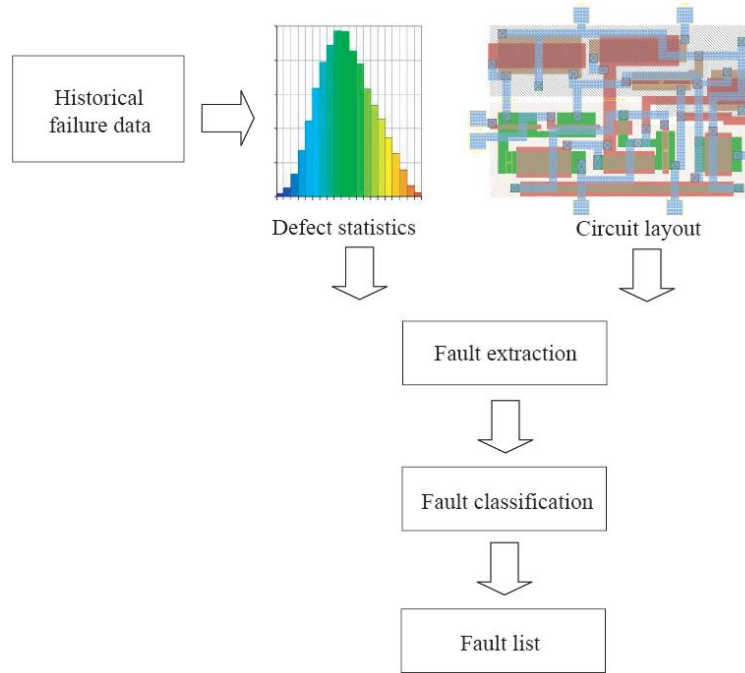 Historical
failure data
Defect statistics
Circuit layout
Fault extraction
Fault classification
Fault list